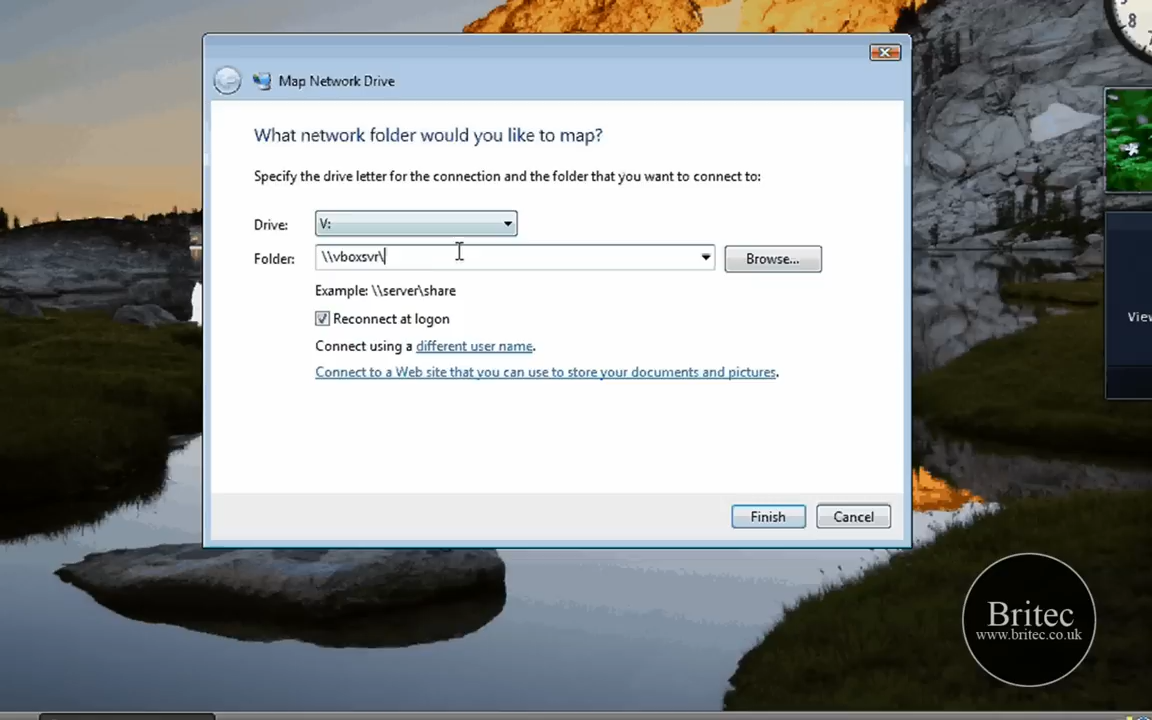 Map Network Drive
What network folder would you like to map?
Specify the drive letter for the connection and the folder that you want to connect to:
Drive: V:
Folder: \\vboxsvr\ Browse...
Example: \\server\share
Reconnect at logon
Connect using a different user name.
Connect to a Web site that you can use to store your documents and pictures.
Finish Cancel
8
7
View
Britec
www.britec.co.uk